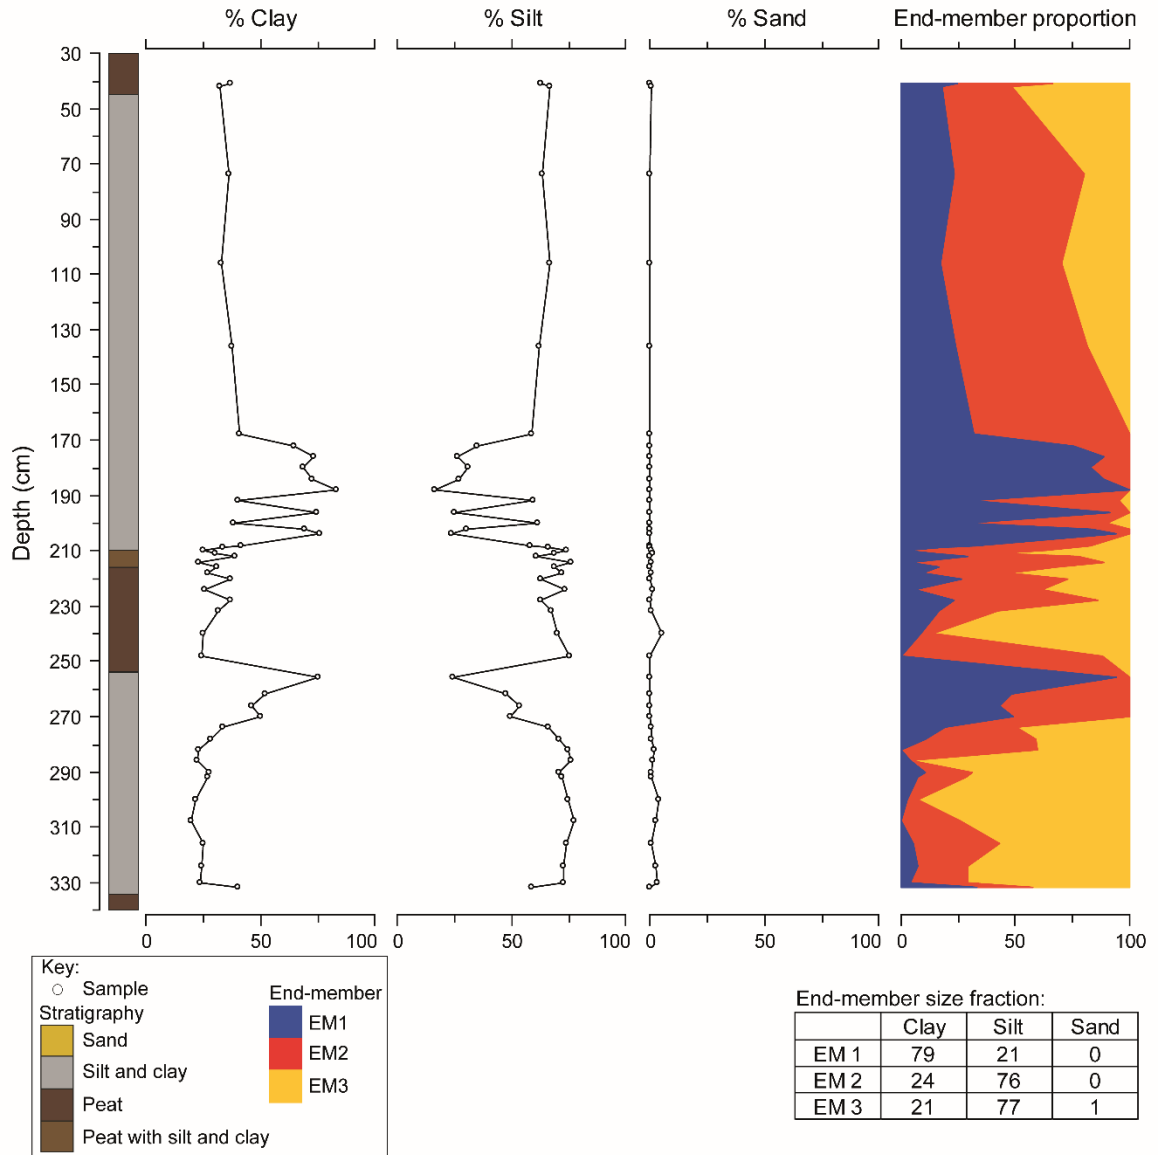 % Clay % Silt % Sand End-member proportion
0 50 100 0 50 100 0 50 100 0 50 100
Depth (cm)
30
50
70
90
110
130
150
170
190
210
230
250
270
290
310
330
Key:
Sample
Stratigraphy
Sand
Silt and clay
Peat
Peat with silt and clay
End-member
EM1
EM2
EM3
End-member size fraction:
Clay Silt Sand
EM 1 79 21 0
EM 2 24 76 0
EM 3 21 77 1